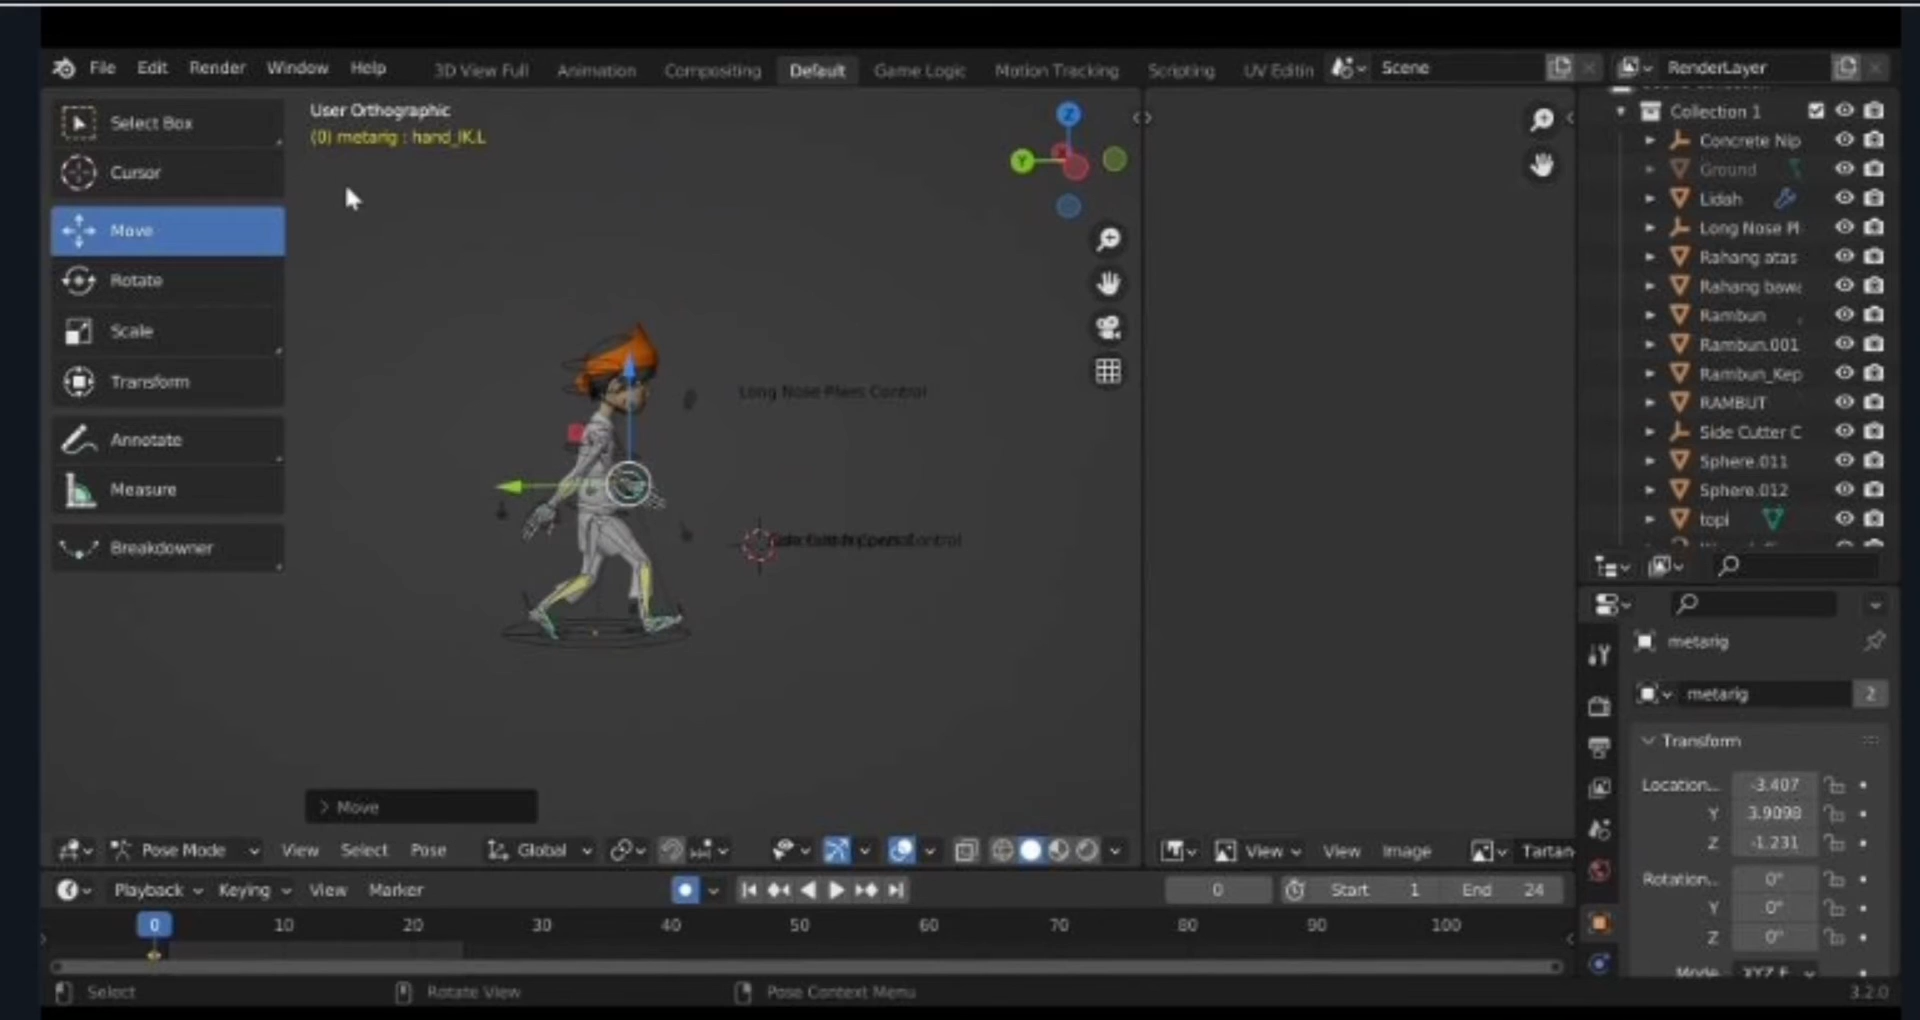 File Edit Render Window Help 3D View Full Animation Compositing Default Game Logic Motion Tracking Scripting UV Editin Scene RenderLayer
Select Box
Cursor
Move
Rotate
Scale
Transform
Annotate
Measure
Breakdowner
User Orthographic
(0) metarig : hand_IK.L
Z
Y
Long Nose Pliers Control
> Move
Collection 1
Concrete Nip
Ground
Lidah
Long Nose Pl
Rahang atas
Rahang bawa
Rambun
Rambun.001
Rambun_Kep
RAMBUT
Side Cutter C
Sphere.011
Sphere.012
topi
metarig
metarig 2
Transform
Location... -3.407
Y 3.9098
Z -1.231
Rotation... 0°
Y 0°
Z 0°
Mode XYZ E
Pose Mode View Select Pose Global View View Image Tartan
Playback Keying View Marker 0 Start 1 End 24
0 10 20 30 40 50 60 70 80 90 100
Select Rotate View Pose Context Menu 3.2.0